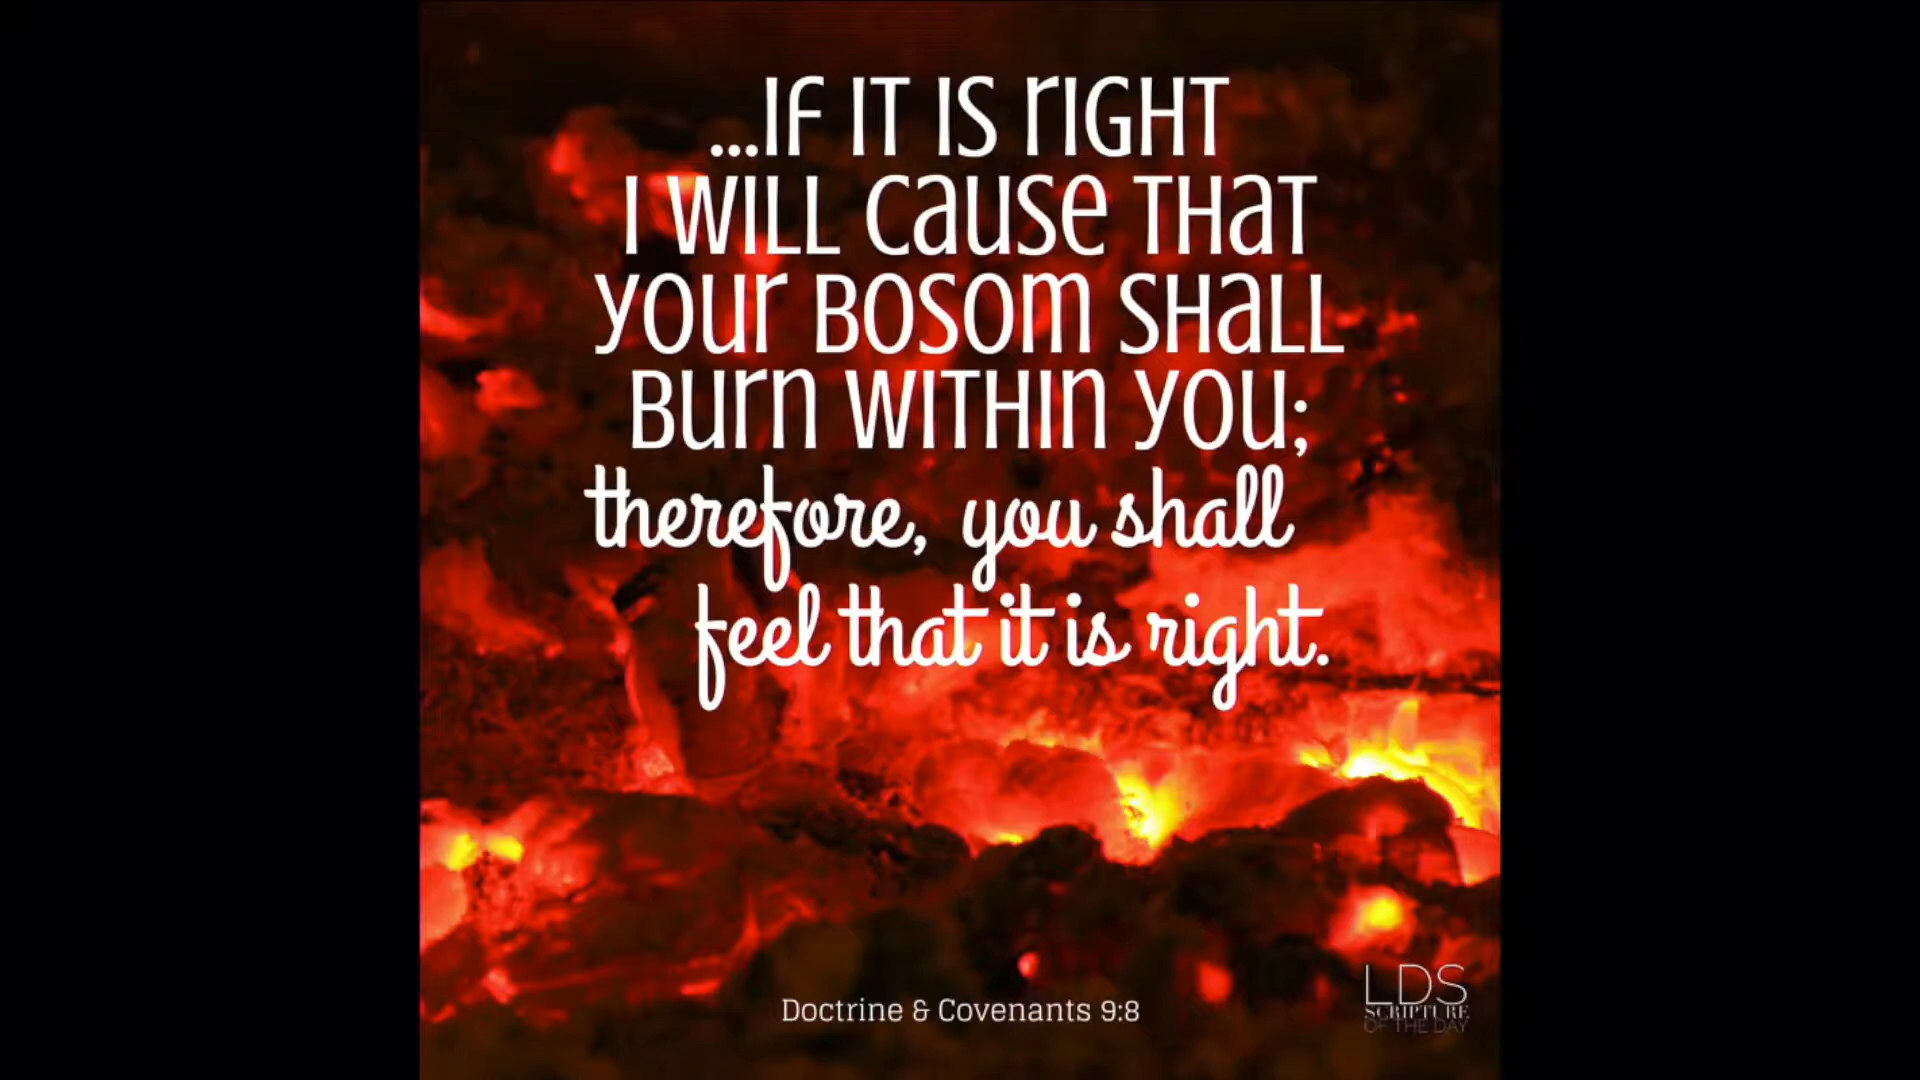 ...IF IT IS RIGHT
I WILL CAUSE THAT
YOUR BOSOM SHALL
BURN WITHIN YOU;
therefore, you shall
feel that it is right.
Doctrine & Covenants 9:8
LDS
SCRIPTURE
OF THE DAY